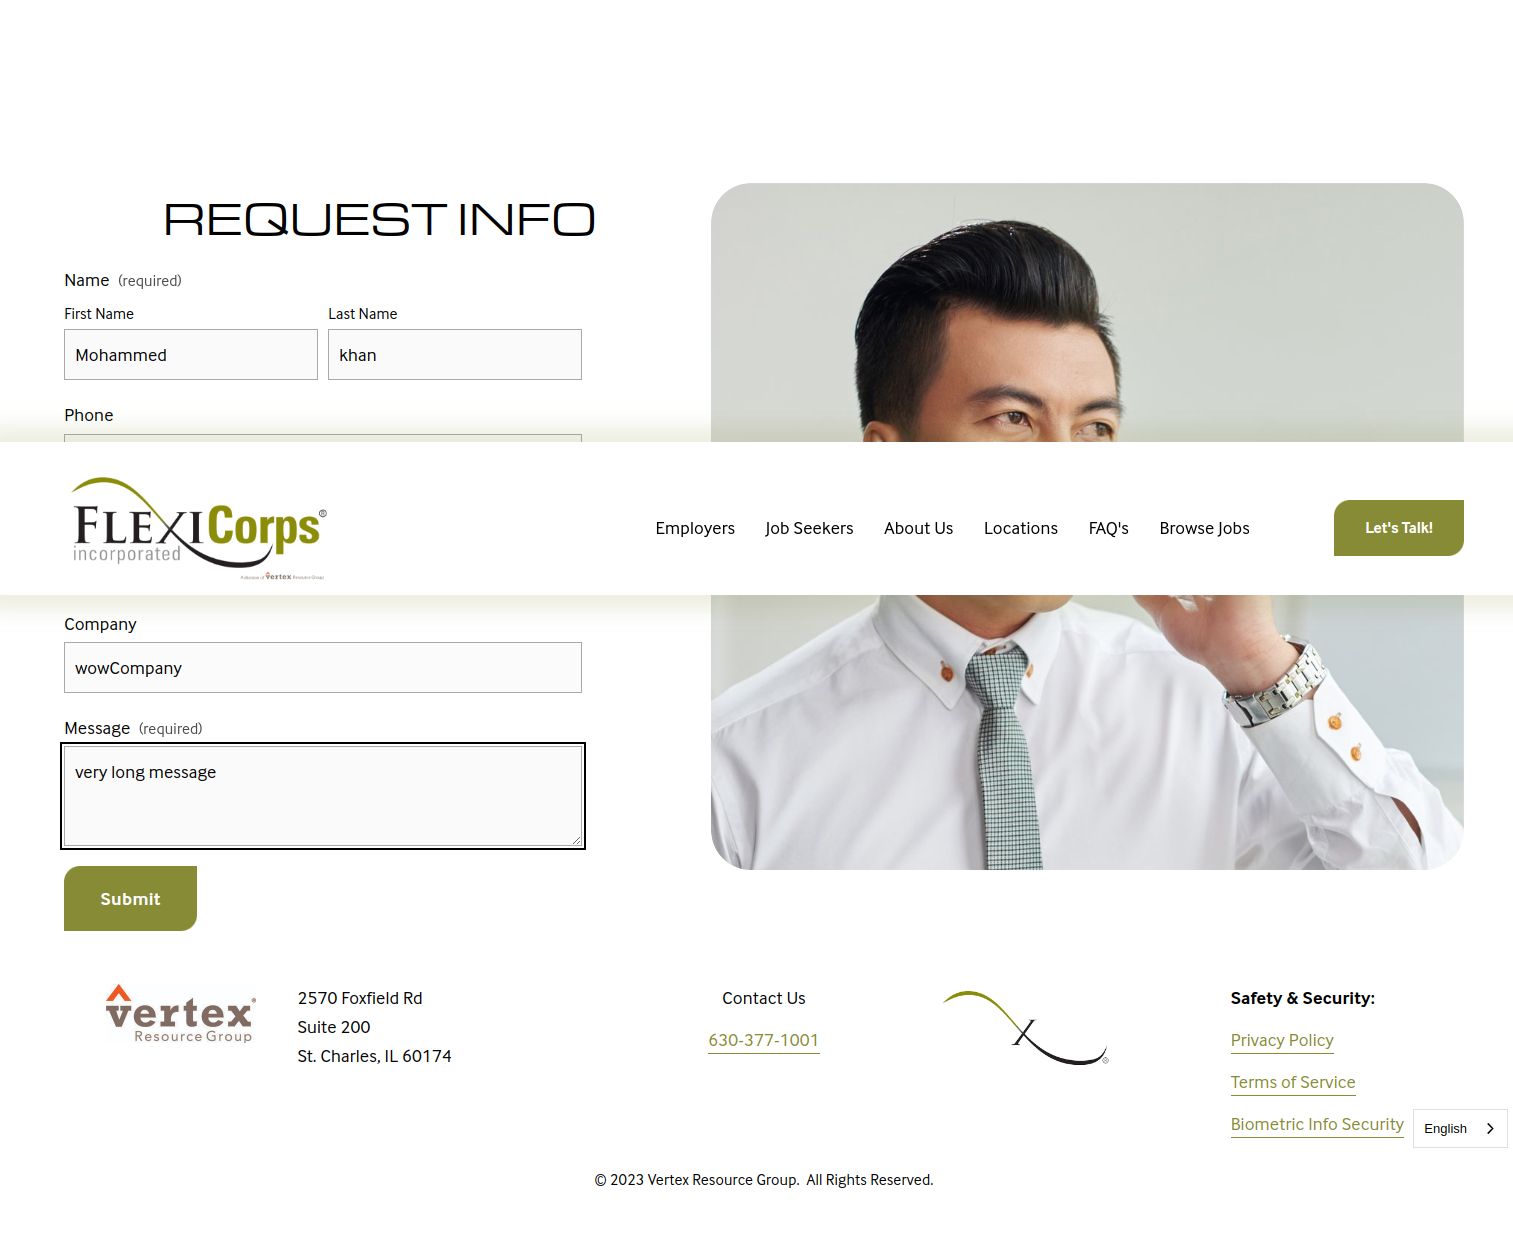 REQUEST INFO
Name (required)
First Name Last Name
Mohammed khan
Phone
FLEXICorps®
incorporated
A division of vertex Resource Group
Employers Job Seekers About Us Locations FAQ's Browse Jobs Let's Talk!
Company
wowCompany
Message (required)
very long message
Submit
vertex®
Resource Group
2570 Foxfield Rd
Suite 200
St. Charles, IL 60174
Contact Us
630-377-1001
X®
Safety & Security:
Privacy Policy
Terms of Service
Biometric Info Security
English
© 2023 Vertex Resource Group. All Rights Reserved.